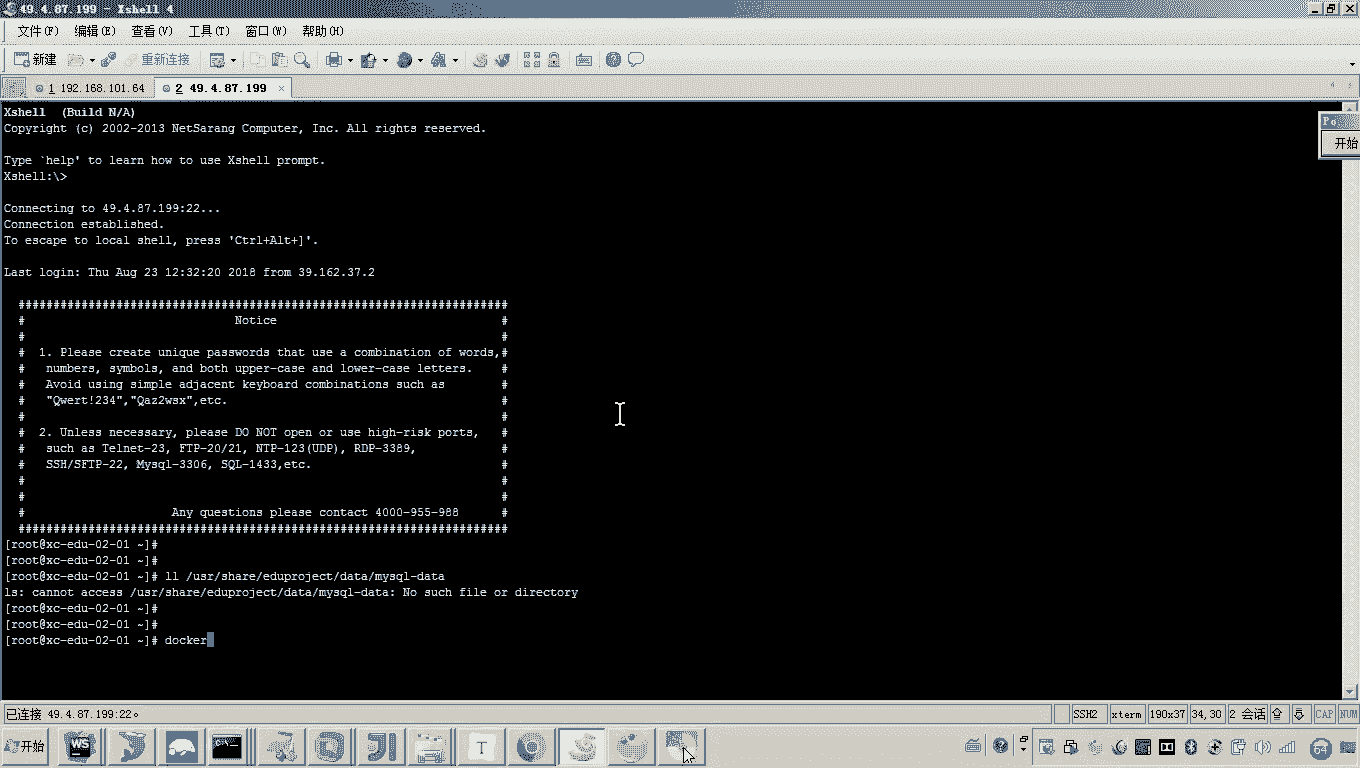 49.4.87.199 - Xshell 4
文件(F) 编辑(E) 查看(V) 工具(T) 窗口(W) 帮助(H)
新建 重新连接
1 192.168.101.64 2 49.4.87.199
Xshell (Build N/A)
Copyright (c) 2002-2013 NetSarang Computer, Inc. All rights reserved.
Type `help' to learn how to use Xshell prompt.
Xshell:\>
Connecting to 49.4.87.199:22...
Connection established.
To escape to local shell, press 'Ctrl+Alt+]'.
Last login: Thu Aug 23 12:32:20 2018 from 39.162.37.2
######################################################################
# Notice #
# #
# 1. Please create unique passwords that use a combination of words,#
# numbers, symbols, and both upper-case and lower-case letters. #
# Avoid using simple adjacent keyboard combinations such as #
# "Qwert!234","Qaz2wsx",etc. #
# #
# 2. Unless necessary, please DO NOT open or use high-risk ports, #
# such as Telnet-23, FTP-20/21, NTP-123(UDP), RDP-3389, #
# SSH/SFTP-22, Mysql-3306, SQL-1433,etc. #
# #
# #
# Any questions please contact 4000-955-988 #
######################################################################
[root@xc-edu-02-01 ~]#
[root@xc-edu-02-01 ~]#
[root@xc-edu-02-01 ~]# ll /usr/share/eduproject/data/mysql-data
ls: cannot access /usr/share/eduproject/data/mysql-data: No such file or directory
[root@xc-edu-02-01 ~]#
[root@xc-edu-02-01 ~]#
[root@xc-edu-02-01 ~]# docker
Po
开始
已连接 49.4.87.199:22。 SSH2 xterm 190x37 34,30 2 会话 CAP NUM
开始 WS T 64